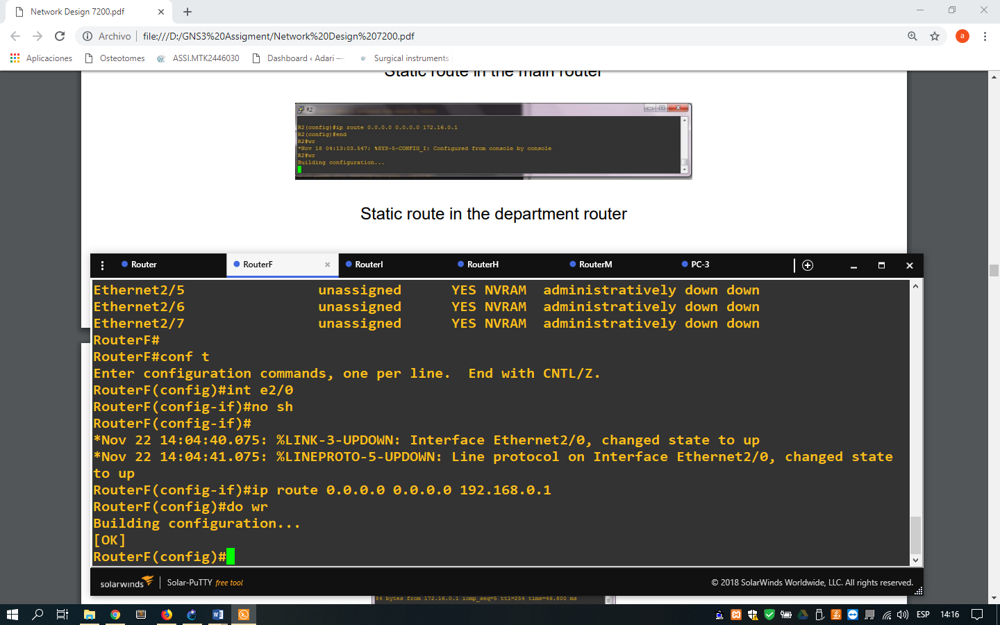 Network Design 7200.pdf
Archivo
file:///D:/GNS3%20Assigment/Network%20Design%207200.pdf
a
Aplicaciones
Osteotomes
ASSI.MTK2446030
Dashboard ‹ Adari —
Surgical instruments
Static route in the main router
R2
R2(config)#ip route 0.0.0.0 0.0.0.0 172.16.0.1
R2(config)#end
R2#wr
*Nov 18 04:13:03.547: %SYS-5-CONFIG_I: Configured from console by console
R2#wr
Building configuration...
Static route in the department router
Router
RouterF
RouterI
RouterH
RouterM
PC-3
Ethernet2/5 unassigned YES NVRAM administratively down down
Ethernet2/6 unassigned YES NVRAM administratively down down
Ethernet2/7 unassigned YES NVRAM administratively down down
RouterF#
RouterF#conf t
Enter configuration commands, one per line. End with CNTL/Z.
RouterF(config)#int e2/0
RouterF(config-if)#no sh
RouterF(config-if)#
*Nov 22 14:04:40.075: %LINK-3-UPDOWN: Interface Ethernet2/0, changed state to up
*Nov 22 14:04:41.075: %LINEPROTO-5-UPDOWN: Line protocol on Interface Ethernet2/0, changed state
to up
RouterF(config-if)#ip route 0.0.0.0 0.0.0.0 192.168.0.1
RouterF(config)#do wr
Building configuration...
[OK]
RouterF(config)#
solarwinds
Solar-PuTTY free tool
© 2018 SolarWinds Worldwide, LLC. All rights reserved.
84 bytes from 172.16.0.1 icmp_seq=5 ttl=254 time=46.800 ms
ESP
14:16